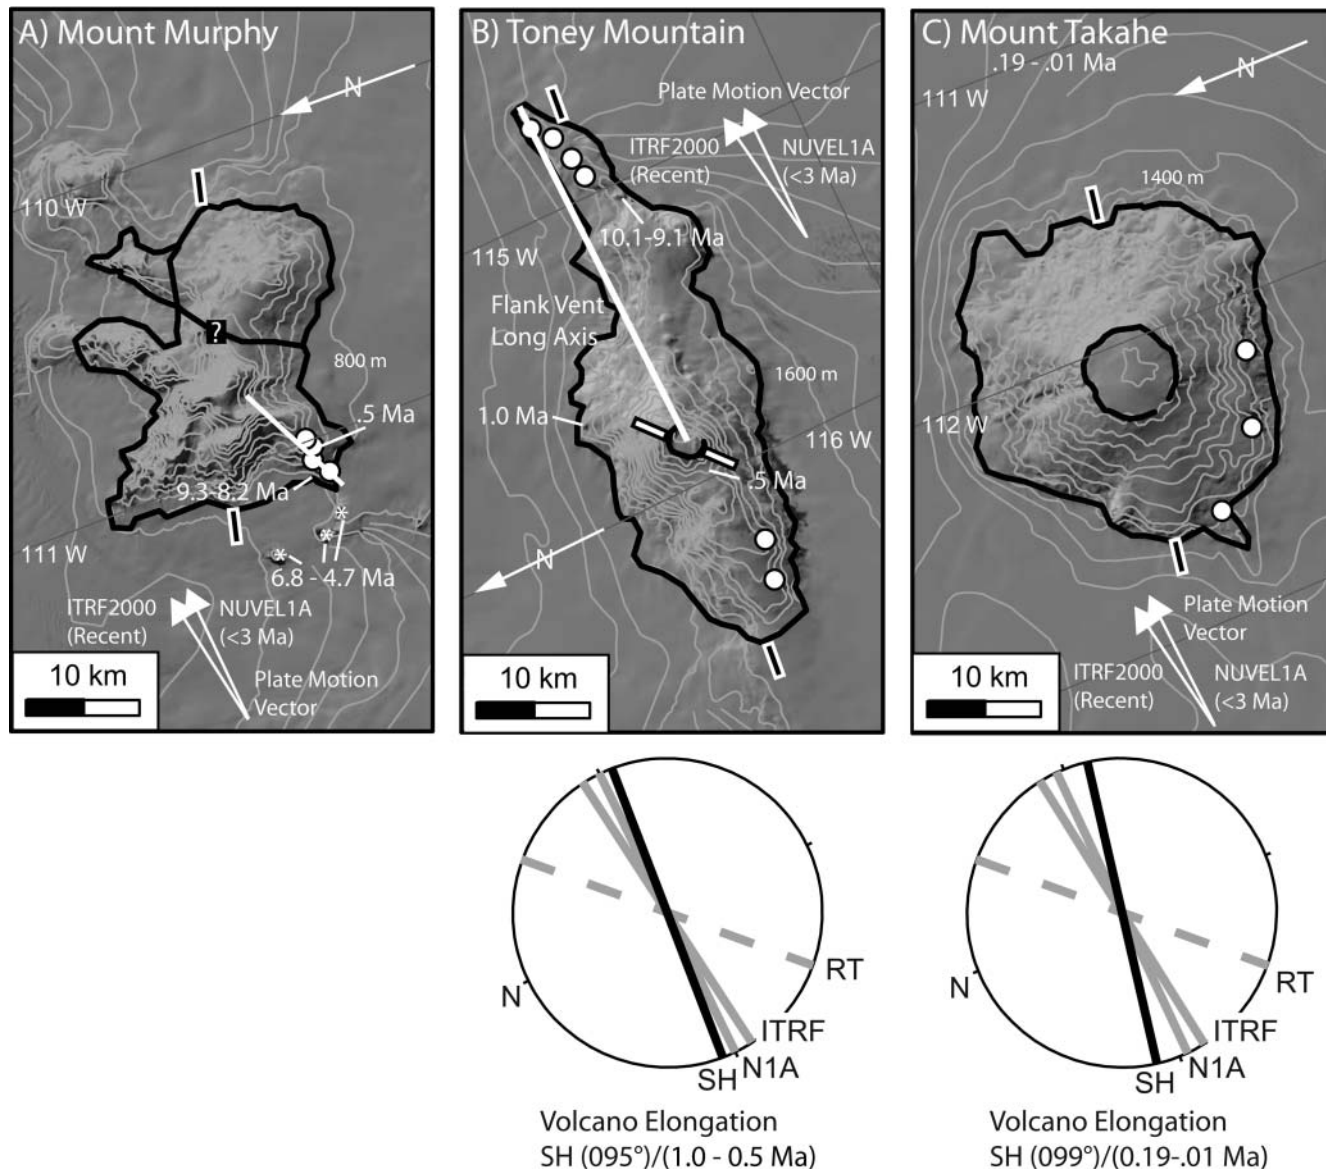 A) Mount Murphy
N
110 W
?
800 m
.5 Ma
9.3-8.2 Ma
111 W
*
*
*
6.8 - 4.7 Ma
ITRF2000
(Recent)
NUVEL1A
(<3 Ma)
10 km
Plate Motion
Vector
B) Toney Mountain
Plate Motion Vector
ITRF2000
(Recent)
NUVEL1A
(<3 Ma)
10.1-9.1 Ma
115 W
Flank Vent
Long Axis
1600 m
1.0 Ma
116 W
.5 Ma
N
10 km
C) Mount Takahe
.19 - .01 Ma
N
111 W
1400 m
112 W
Plate Motion
Vector
ITRF2000
(Recent)
NUVEL1A
(<3 Ma)
10 km
N
RT
ITRF
N1A
SH
Volcano Elongation
SH (095°)/(1.0 - 0.5 Ma)
N
RT
ITRF
N1A
SH
Volcano Elongation
SH (099°)/(0.19-.01 Ma)